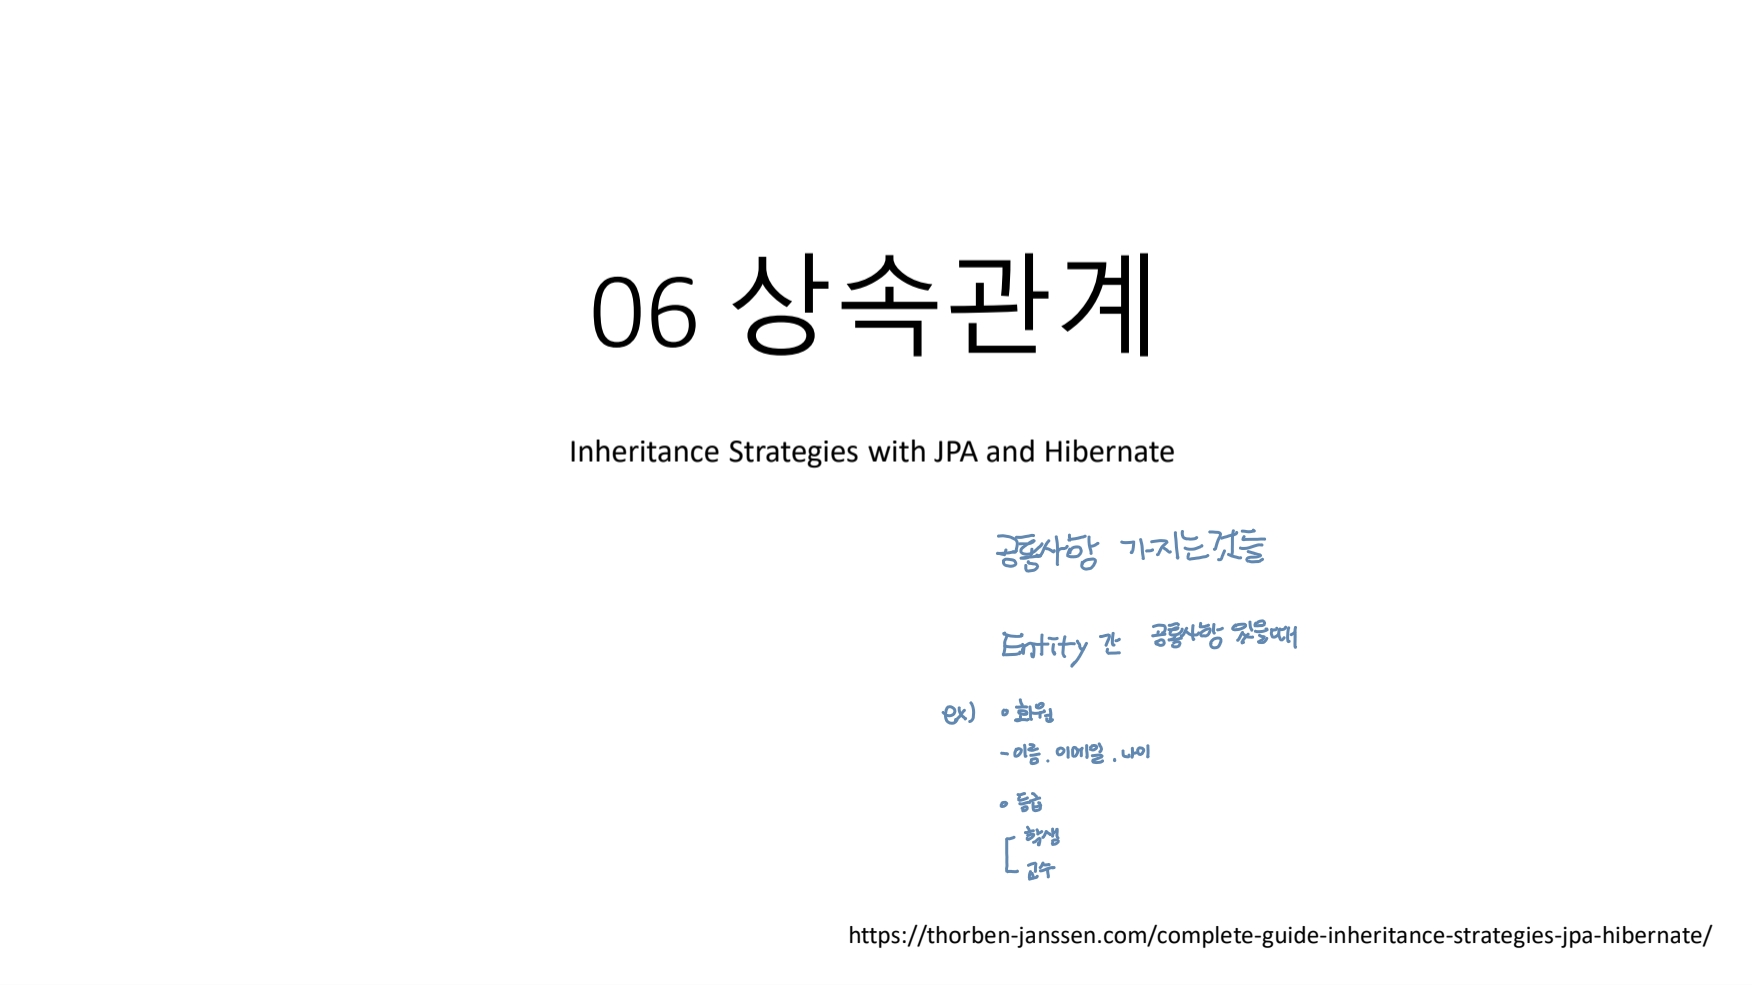 06 상속관계
Inheritance Strategies with JPA and Hibernate
공통사항 가지는것들
Entity 간 공통사항 있을때
ex) • 회원
- 이름. 이메일. 나이
• 등급
학생
교수
https://thorben-janssen.com/complete-guide-inheritance-strategies-jpa-hibernate/